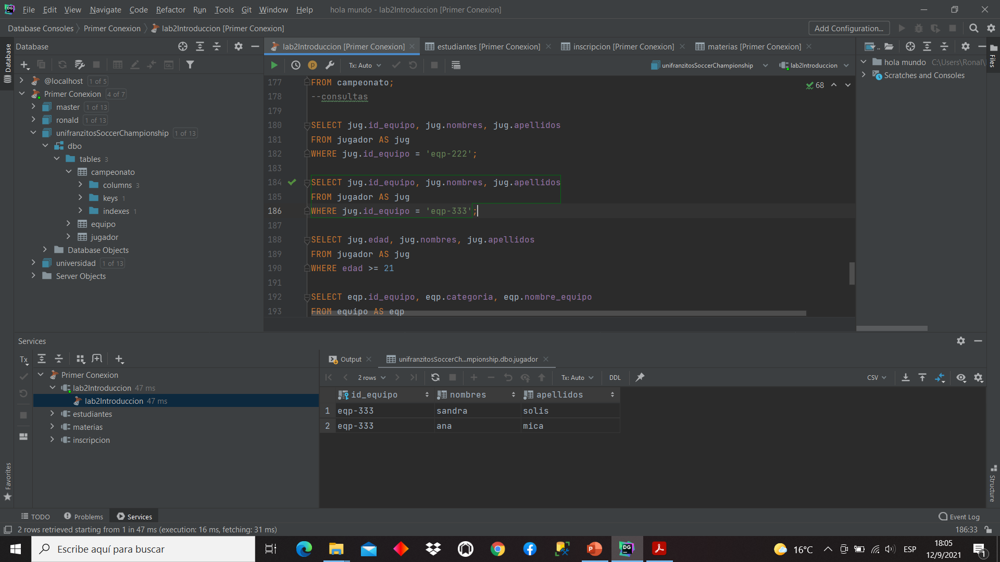 File Edit View Navigate Code Refactor Run Tools Git Window Help hola mundo - lab2Introduccion [Primer Conexion]
Database Consoles Primer Conexion lab2Introduccion [Primer Conexion] Add Configuration...
Database
lab2Introduccion [Primer Conexion] estudiantes [Primer Conexion] inscripcion [Primer Conexion] materias [Primer Conexion]
Tx: Auto unifranzitosSoccerChampionship lab2Introduccion
Database
@localhost 1 of 5
Primer Conexion 4 of 7
master 1 of 13
ronald 1 of 13
unifranzitosSoccerChampionship 1 of 13
dbo
tables 3
campeonato
columns 3
keys 1
indexes 1
equipo
jugador
Database Objects
universidad 1 of 13
Server Objects
68
177 FROM campeonato;
178 --consultas
179
180 SELECT jug.id_equipo, jug.nombres, jug.apellidos
181 FROM jugador AS jug
182 WHERE jug.id_equipo = 'eqp-222';
183
184 SELECT jug.id_equipo, jug.nombres, jug.apellidos
185 FROM jugador AS jug
186 WHERE jug.id_equipo = 'eqp-333';
187
188 SELECT jug.edad, jug.nombres, jug.apellidos
189 FROM jugador AS jug
190 WHERE edad >= 21
191
192 SELECT eqp.id_equipo, eqp.categoria, eqp.nombre_equipo
193 FROM equipo AS eqp
hola mundo C:\Users\Ronal\
Scratches and Consoles
Files
Services
Tx
Primer Conexion
lab2Introduccion 47 ms
lab2Introduccion 47 ms
estudiantes
materias
inscripcion
Output unifranzitosSoccerCh...mpionship.dbo.jugador
2 rows Tx: Auto DDL CSV
id_equipo nombres apellidos
1 eqp-333 sandra solis
2 eqp-333 ana mica
Favorites
Structure
TODO Problems Services Event Log
2 rows retrieved starting from 1 in 47 ms (execution: 16 ms, fetching: 31 ms) 186:33
Escribe aquí para buscar
16°C ESP
18:05
12/9/2021
1